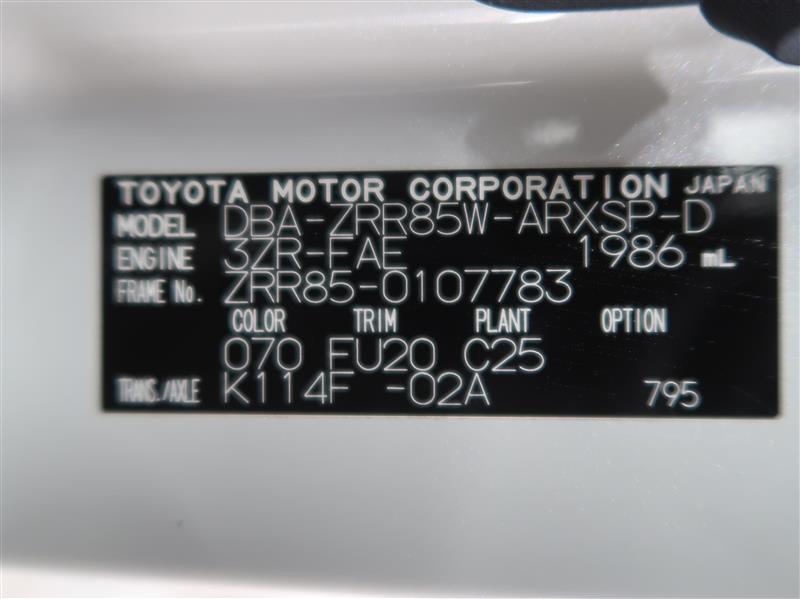 TOYOTA MOTOR CORPORATION JAPAN
MODEL DBA-ZRR85W-ARXSP-D
ENGINE 3ZR-FAE 1986 mL
FRAME No. ZRR85-0107783
COLOR TRIM PLANT OPTION
070 FU20 C25
TRANS./AXLE K114F -02A 795